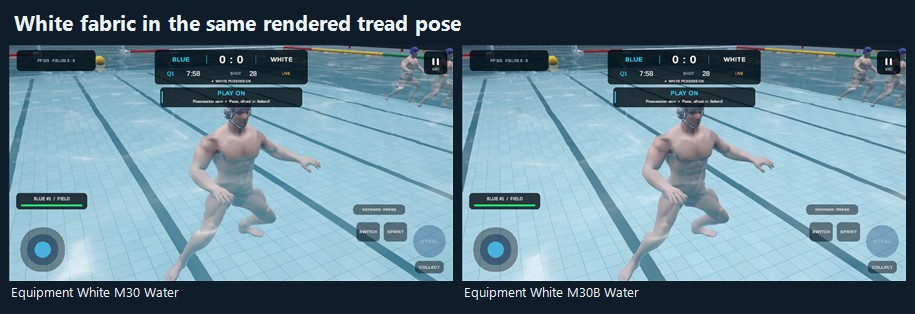 White fabric in the same rendered tread pose
BLUE 0 : 0 WHITE
Q1 7:58 SHOT 28 LIVE
PLAY ON
BLUE #1 / FIELD
SWITCH SPRINT
STEAL
COLLECT
BLUE 0 : 0 WHITE
Q1 7:58 SHOT 28 LIVE
PLAY ON
BLUE #1 / FIELD
SWITCH SPRINT
STEAL
COLLECT
Equipment White M30 Water
Equipment White M30B Water